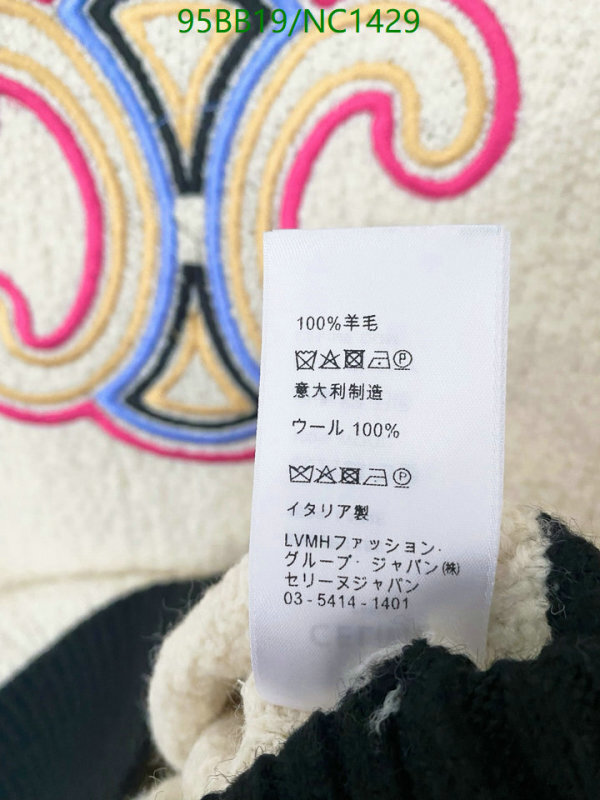 95BB19/NC1429
100%羊毛
意大利制造
ウール 100%
イタリア製
LVMHファッション·
グループ · ジャパン㈱
セリーヌジャパン
03-5414-1401